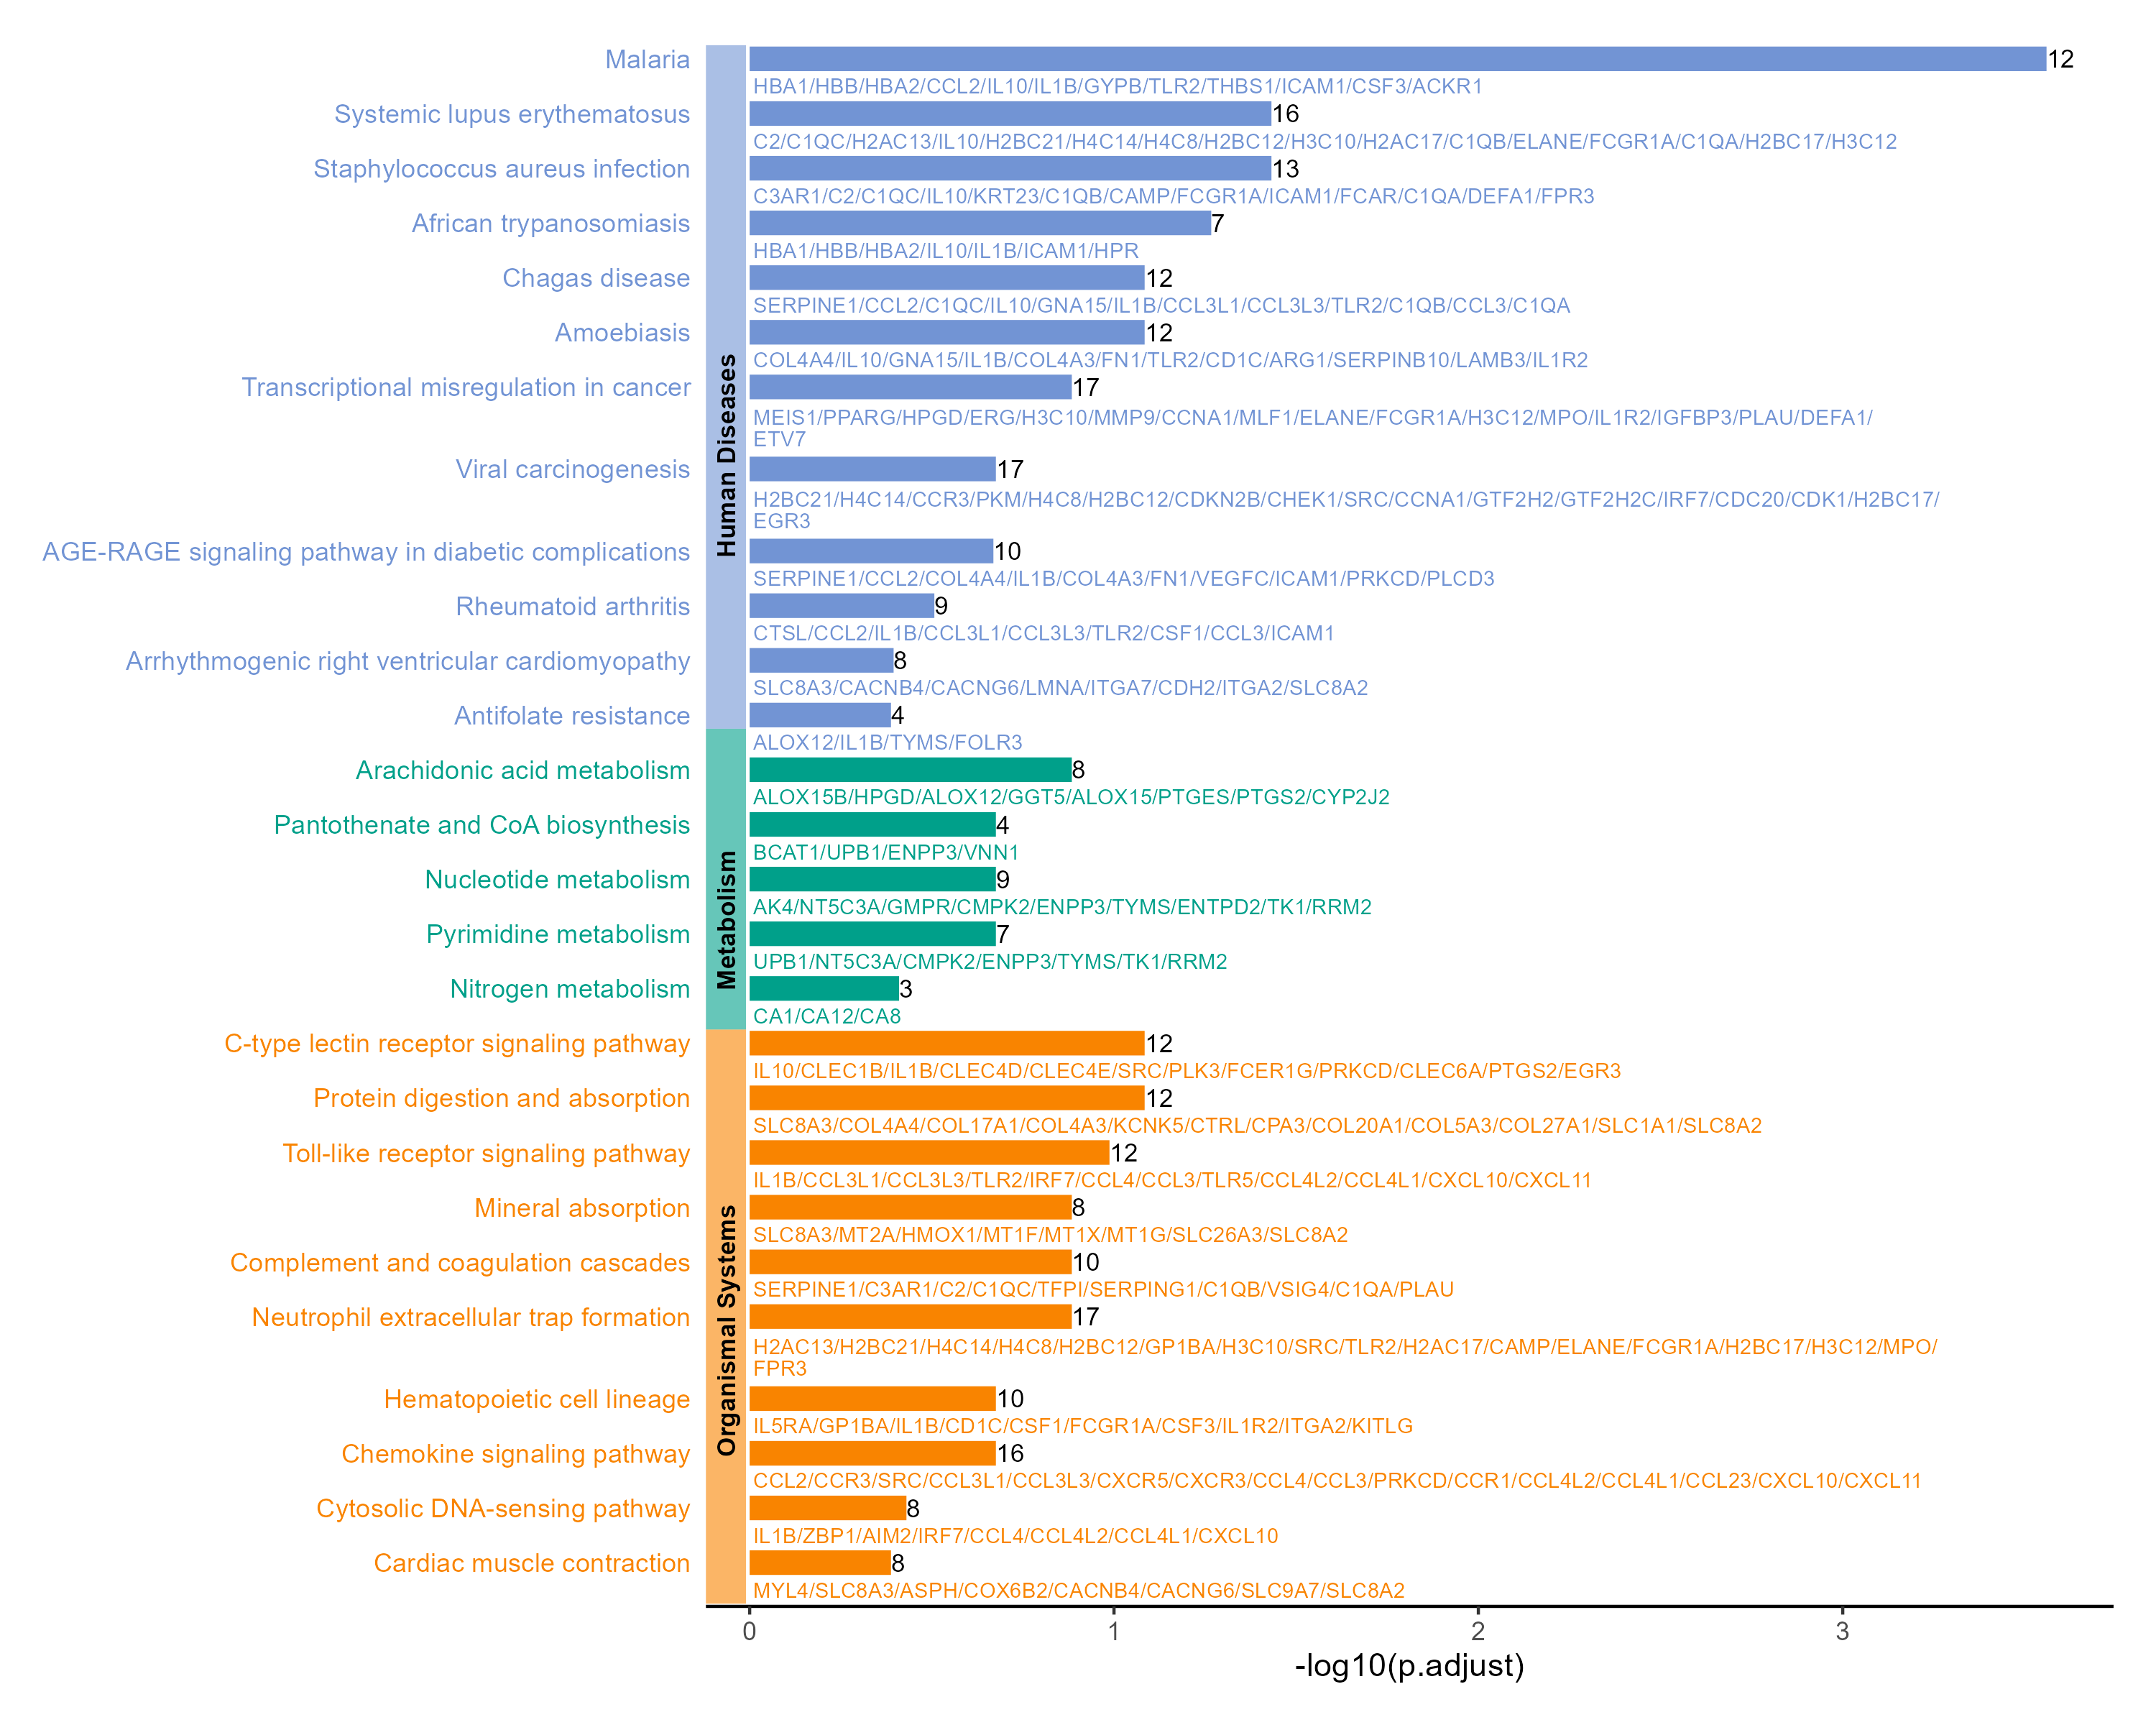 Malaria
12
HBA1/HBB/HBA2/CCL2/IL10/IL1B/GYPB/TLR2/THBS1/ICAM1/CSF3/ACKR1
Systemic lupus erythematosus
16
C2/C1QC/H2AC13/IL10/H2BC21/H4C14/H4C8/H2BC12/H3C10/H2AC17/C1QB/ELANE/FCGR1A/C1QA/H2BC17/H3C12
Staphylococcus aureus infection
13
C3AR1/C2/C1QC/IL10/KRT23/C1QB/CAMP/FCGR1A/ICAM1/FCAR/C1QA/DEFA1/FPR3
African trypanosomiasis
7
HBA1/HBB/HBA2/IL10/IL1B/ICAM1/HPR
Chagas disease
12
SERPINE1/CCL2/C1QC/IL10/GNA15/IL1B/CCL3L1/CCL3L3/TLR2/C1QB/CCL3/C1QA
Amoebiasis
12
COL4A4/IL10/GNA15/IL1B/COL4A3/FN1/TLR2/CD1C/ARG1/SERPINB10/LAMB3/IL1R2
Transcriptional misregulation in cancer
17
MEIS1/PPARG/HPGD/ERG/H3C10/MMP9/CCNA1/MLF1/ELANE/FCGR1A/H3C12/MPO/IL1R2/IGFBP3/PLAU/DEFA1/
ETV7
Viral carcinogenesis
17
H2BC21/H4C14/CCR3/PKM/H4C8/H2BC12/CDKN2B/CHEK1/SRC/CCNA1/GTF2H2/GTF2H2C/IRF7/CDC20/CDK1/H2BC17/
EGR3
AGE-RAGE signaling pathway in diabetic complications
10
SERPINE1/CCL2/COL4A4/IL1B/COL4A3/FN1/VEGFC/ICAM1/PRKCD/PLCD3
Rheumatoid arthritis
9
CTSL/CCL2/IL1B/CCL3L1/CCL3L3/TLR2/CSF1/CCL3/ICAM1
Arrhythmogenic right ventricular cardiomyopathy
8
SLC8A3/CACNB4/CACNG6/LMNA/ITGA7/CDH2/ITGA2/SLC8A2
Antifolate resistance
4
ALOX12/IL1B/TYMS/FOLR3
Human Diseases
Arachidonic acid metabolism
8
ALOX15B/HPGD/ALOX12/GGT5/ALOX15/PTGES/PTGS2/CYP2J2
Pantothenate and CoA biosynthesis
4
BCAT1/UPB1/ENPP3/VNN1
Nucleotide metabolism
9
AK4/NT5C3A/GMPR/CMPK2/ENPP3/TYMS/ENTPD2/TK1/RRM2
Pyrimidine metabolism
7
UPB1/NT5C3A/CMPK2/ENPP3/TYMS/TK1/RRM2
Nitrogen metabolism
3
CA1/CA12/CA8
Metabolism
C-type lectin receptor signaling pathway
12
IL10/CLEC1B/IL1B/CLEC4D/CLEC4E/SRC/PLK3/FCER1G/PRKCD/CLEC6A/PTGS2/EGR3
Protein digestion and absorption
12
SLC8A3/COL4A4/COL17A1/COL4A3/KCNK5/CTRL/CPA3/COL20A1/COL5A3/COL27A1/SLC1A1/SLC8A2
Toll-like receptor signaling pathway
12
IL1B/CCL3L1/CCL3L3/TLR2/IRF7/CCL4/CCL3/TLR5/CCL4L2/CCL4L1/CXCL10/CXCL11
Mineral absorption
8
SLC8A3/MT2A/HMOX1/MT1F/MT1X/MT1G/SLC26A3/SLC8A2
Complement and coagulation cascades
10
SERPINE1/C3AR1/C2/C1QC/TFPI/SERPING1/C1QB/VSIG4/C1QA/PLAU
Neutrophil extracellular trap formation
17
H2AC13/H2BC21/H4C14/H4C8/H2BC12/GP1BA/H3C10/SRC/TLR2/H2AC17/CAMP/ELANE/FCGR1A/H2BC17/H3C12/MPO/
FPR3
Hematopoietic cell lineage
10
IL5RA/GP1BA/IL1B/CD1C/CSF1/FCGR1A/CSF3/IL1R2/ITGA2/KITLG
Chemokine signaling pathway
16
CCL2/CCR3/SRC/CCL3L1/CCL3L3/CXCR5/CXCR3/CCL4/CCL3/PRKCD/CCR1/CCL4L2/CCL4L1/CCL23/CXCL10/CXCL11
Cytosolic DNA-sensing pathway
8
IL1B/ZBP1/AIM2/IRF7/CCL4/CCL4L2/CCL4L1/CXCL10
Cardiac muscle contraction
8
MYL4/SLC8A3/ASPH/COX6B2/CACNB4/CACNG6/SLC9A7/SLC8A2
Organismal Systems
0 1 2 3
-log10(p.adjust)